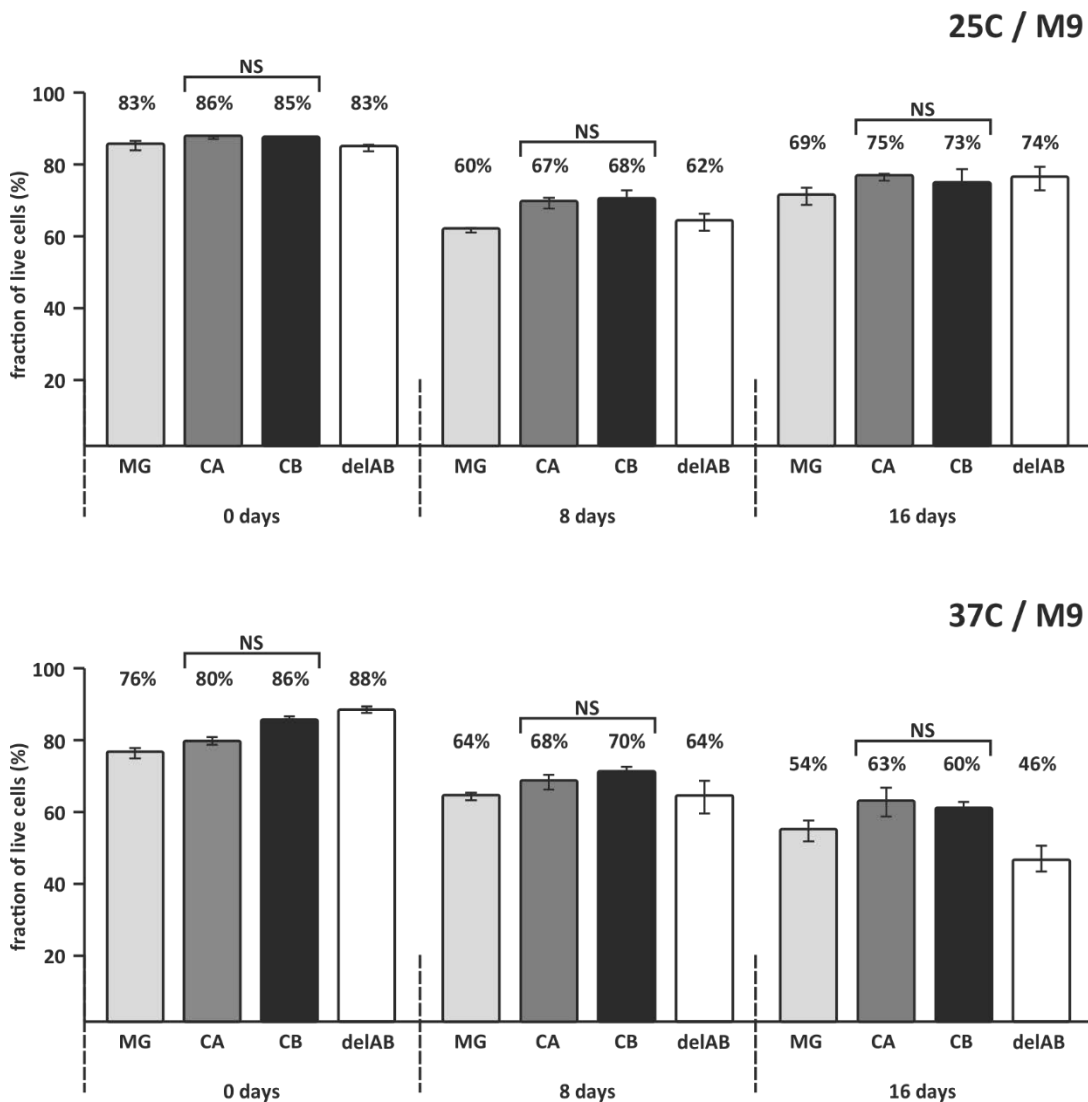 25C / M9
NS
NS
NS
83% 86% 85% 83%
60% 67% 68% 62%
69% 75% 73% 74%
fraction of live cells (%)
100
80
60
40
20
MG CA CB delAB MG CA CB delAB MG CA CB delAB
0 days 8 days 16 days
37C / M9
NS
NS
NS
76% 80% 86% 88%
64% 68% 70% 64%
54% 63% 60% 46%
fraction of live cells (%)
100
80
60
40
20
MG CA CB delAB MG CA CB delAB MG CA CB delAB
0 days 8 days 16 days